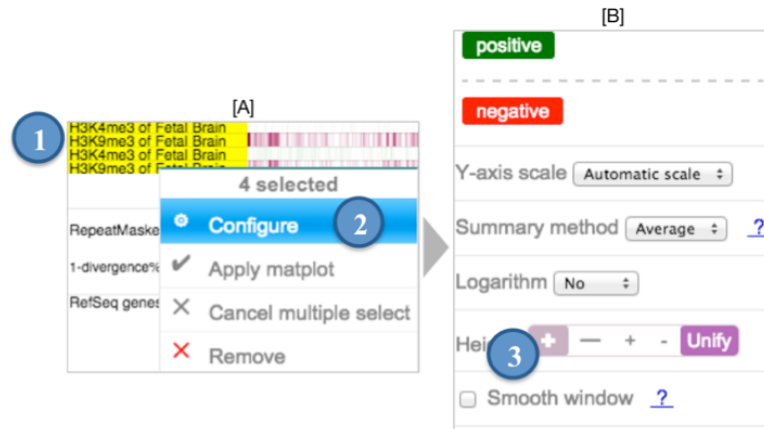 [A]
1
H3K4me3 of Fetal Brain
H3K9me3 of Fetal Brain
H3K4me3 of Fetal Brain
H3K9me3 of Fetal Brain
4 selected
Configure
2
Apply matplot
Cancel multiple select
Remove
RepeatMaske
1-divergence%
RefSeq genes
[B]
positive
negative
Y-axis scale Automatic scale
Summary method Average ?
Logarithm No
Hei 3 + — + - Unify
Smooth window ?